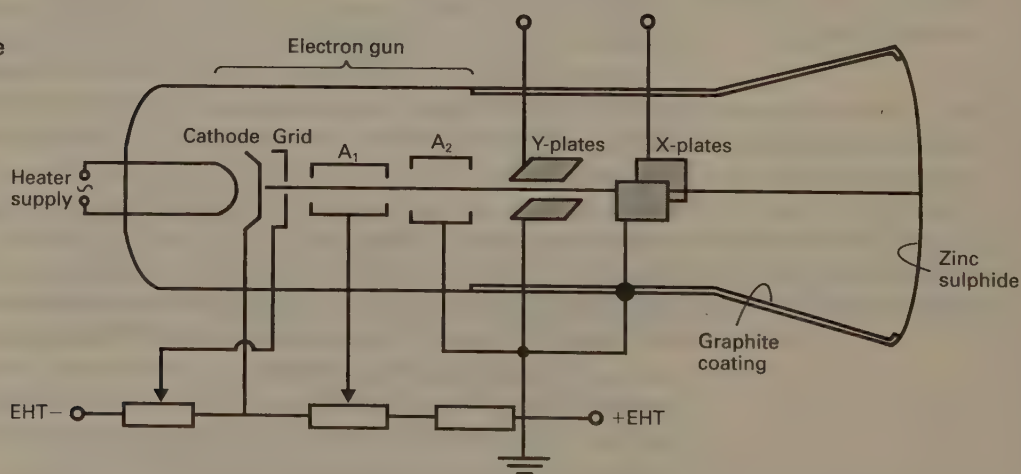 e
Electron gun
Cathode Grid
A₁
A₂
Y-plates
X-plates
Heater
supply
Zinc
sulphide
Graphite
coating
EHT−
+EHT